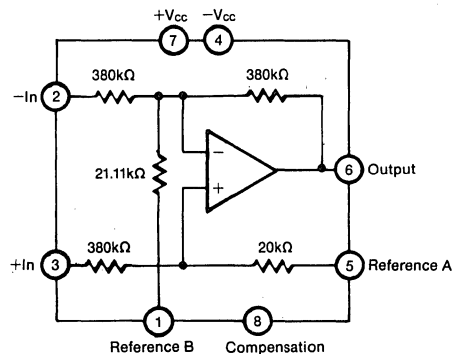 +Vcc -Vcc
7 4
380kΩ 380kΩ
-In 2
−
21.11kΩ
+
6 Output
380kΩ 20kΩ
+In 3
5 Reference A
1 8
Reference B Compensation